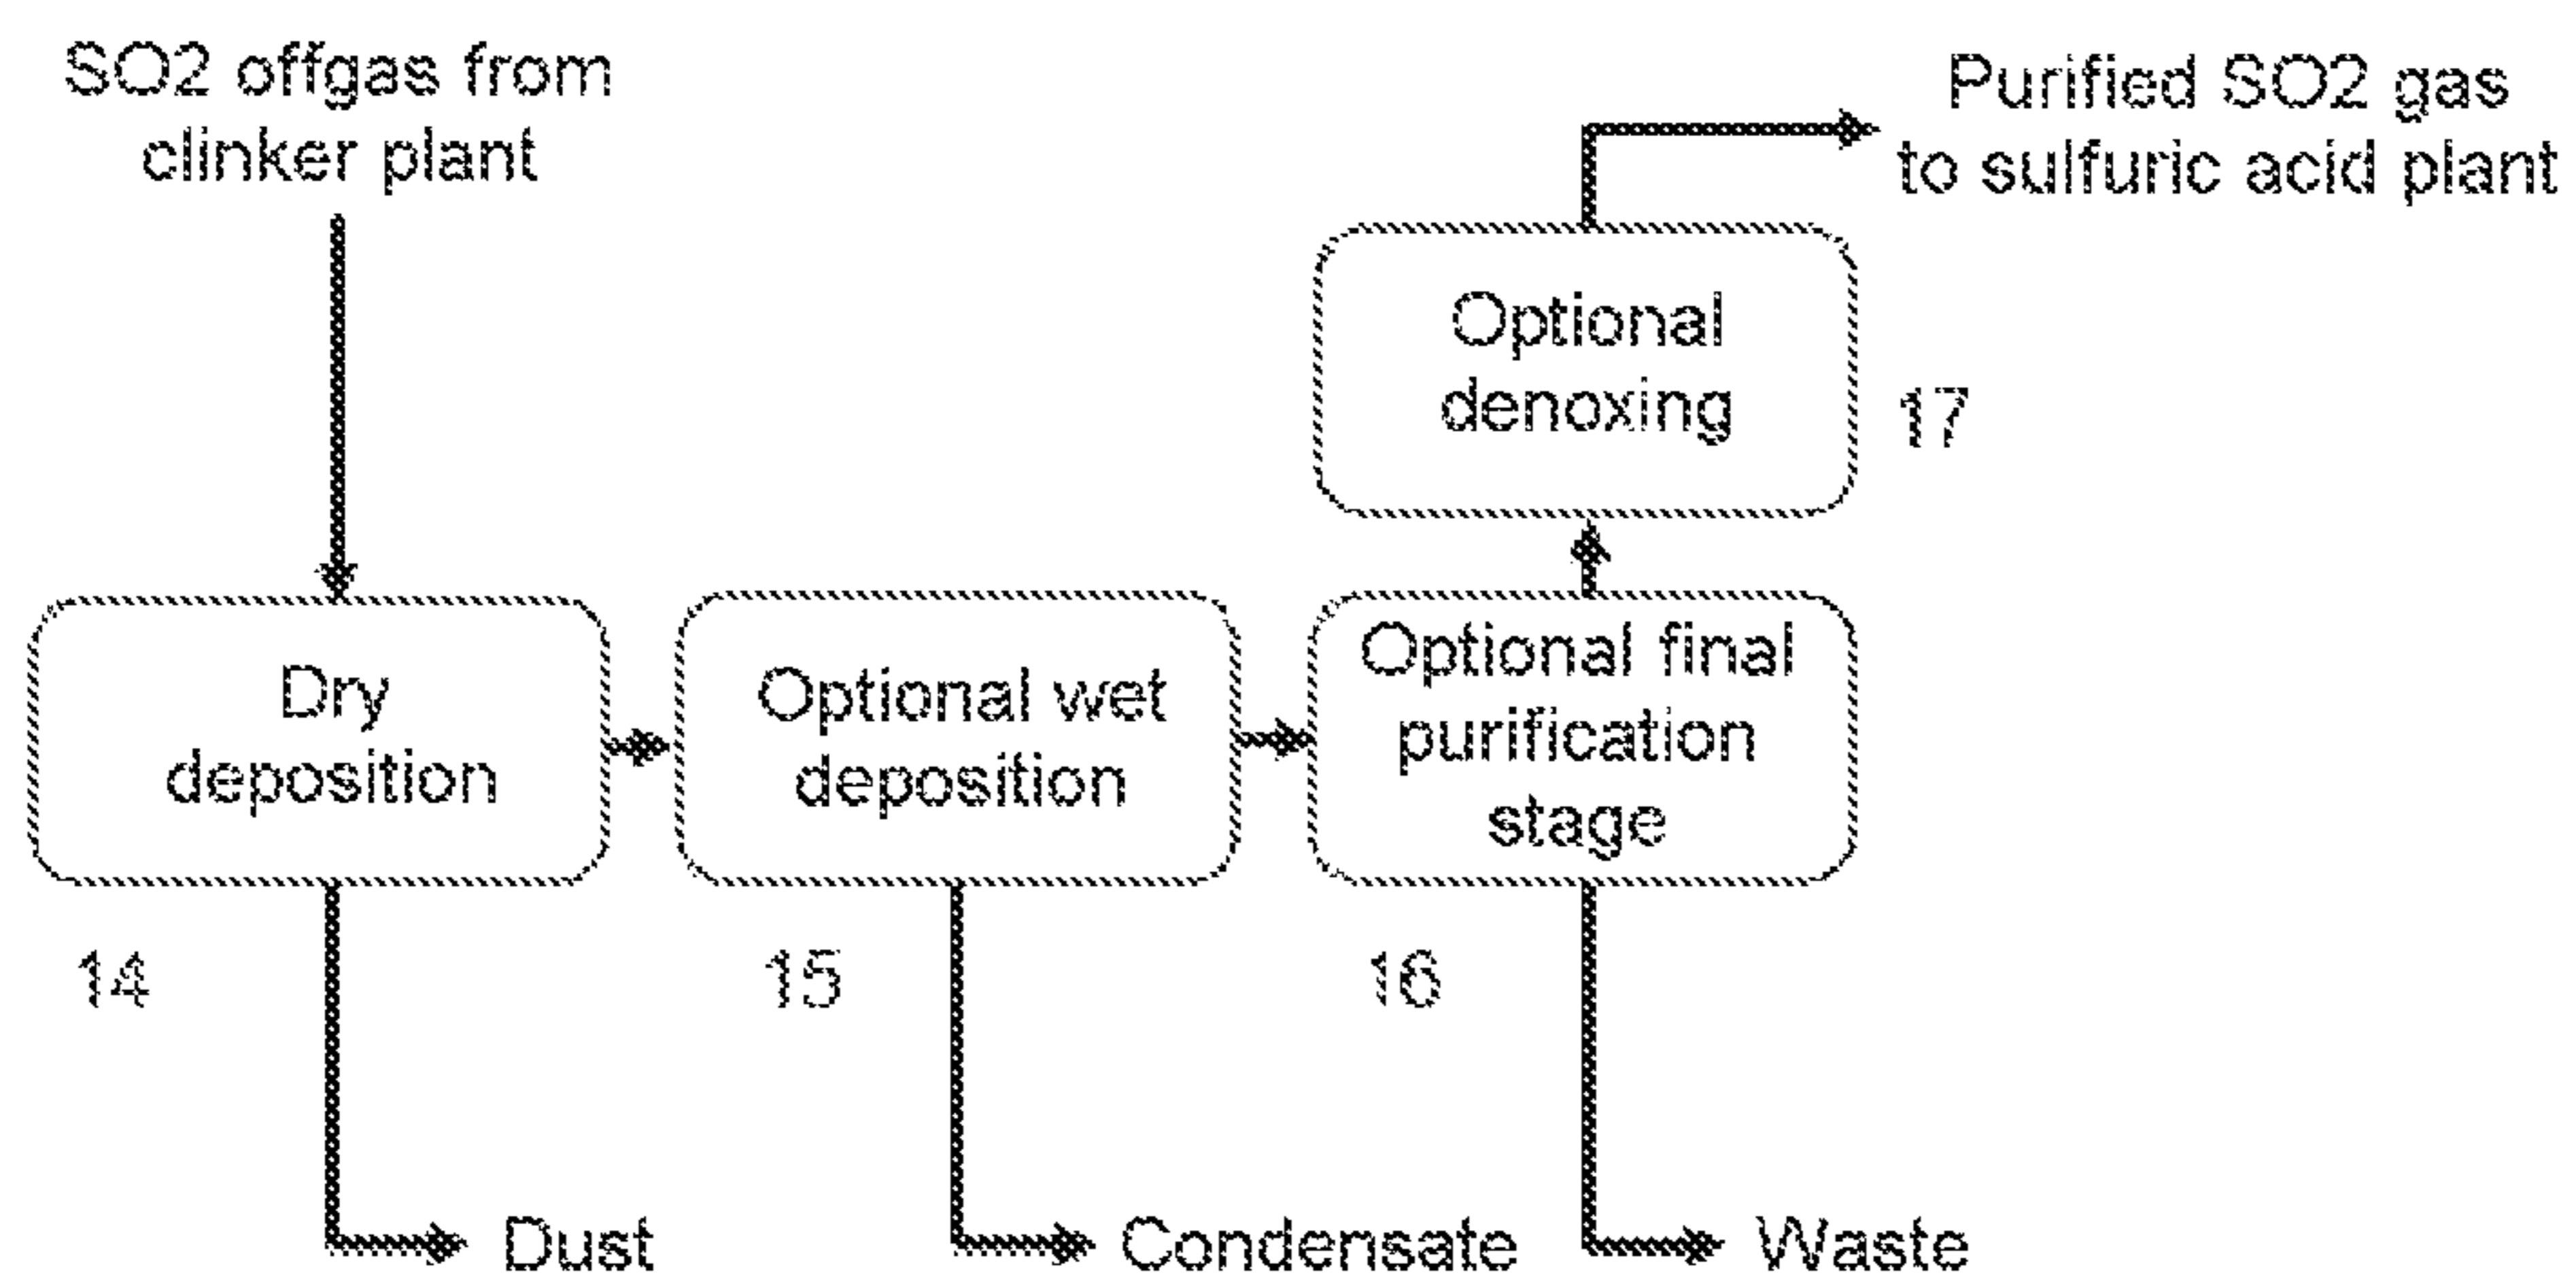 SO2 offgas from
clinker plant
Purified SO2 gas
to sulfuric acid plant
Optional
denoxing
17
Dry
deposition
Optional wet
deposition
Optional final
purification
stage
14
15
16
Dust
Condensate
Waste